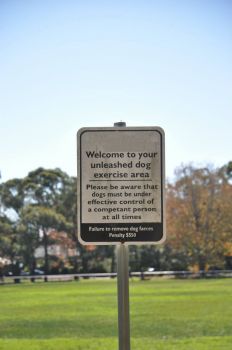 Welcome to your
unleashed dog
exercise area
Please be aware that
dogs must be under
effective control of
a competant person
at all times
Failure to remove dog faeces
Penalty $550